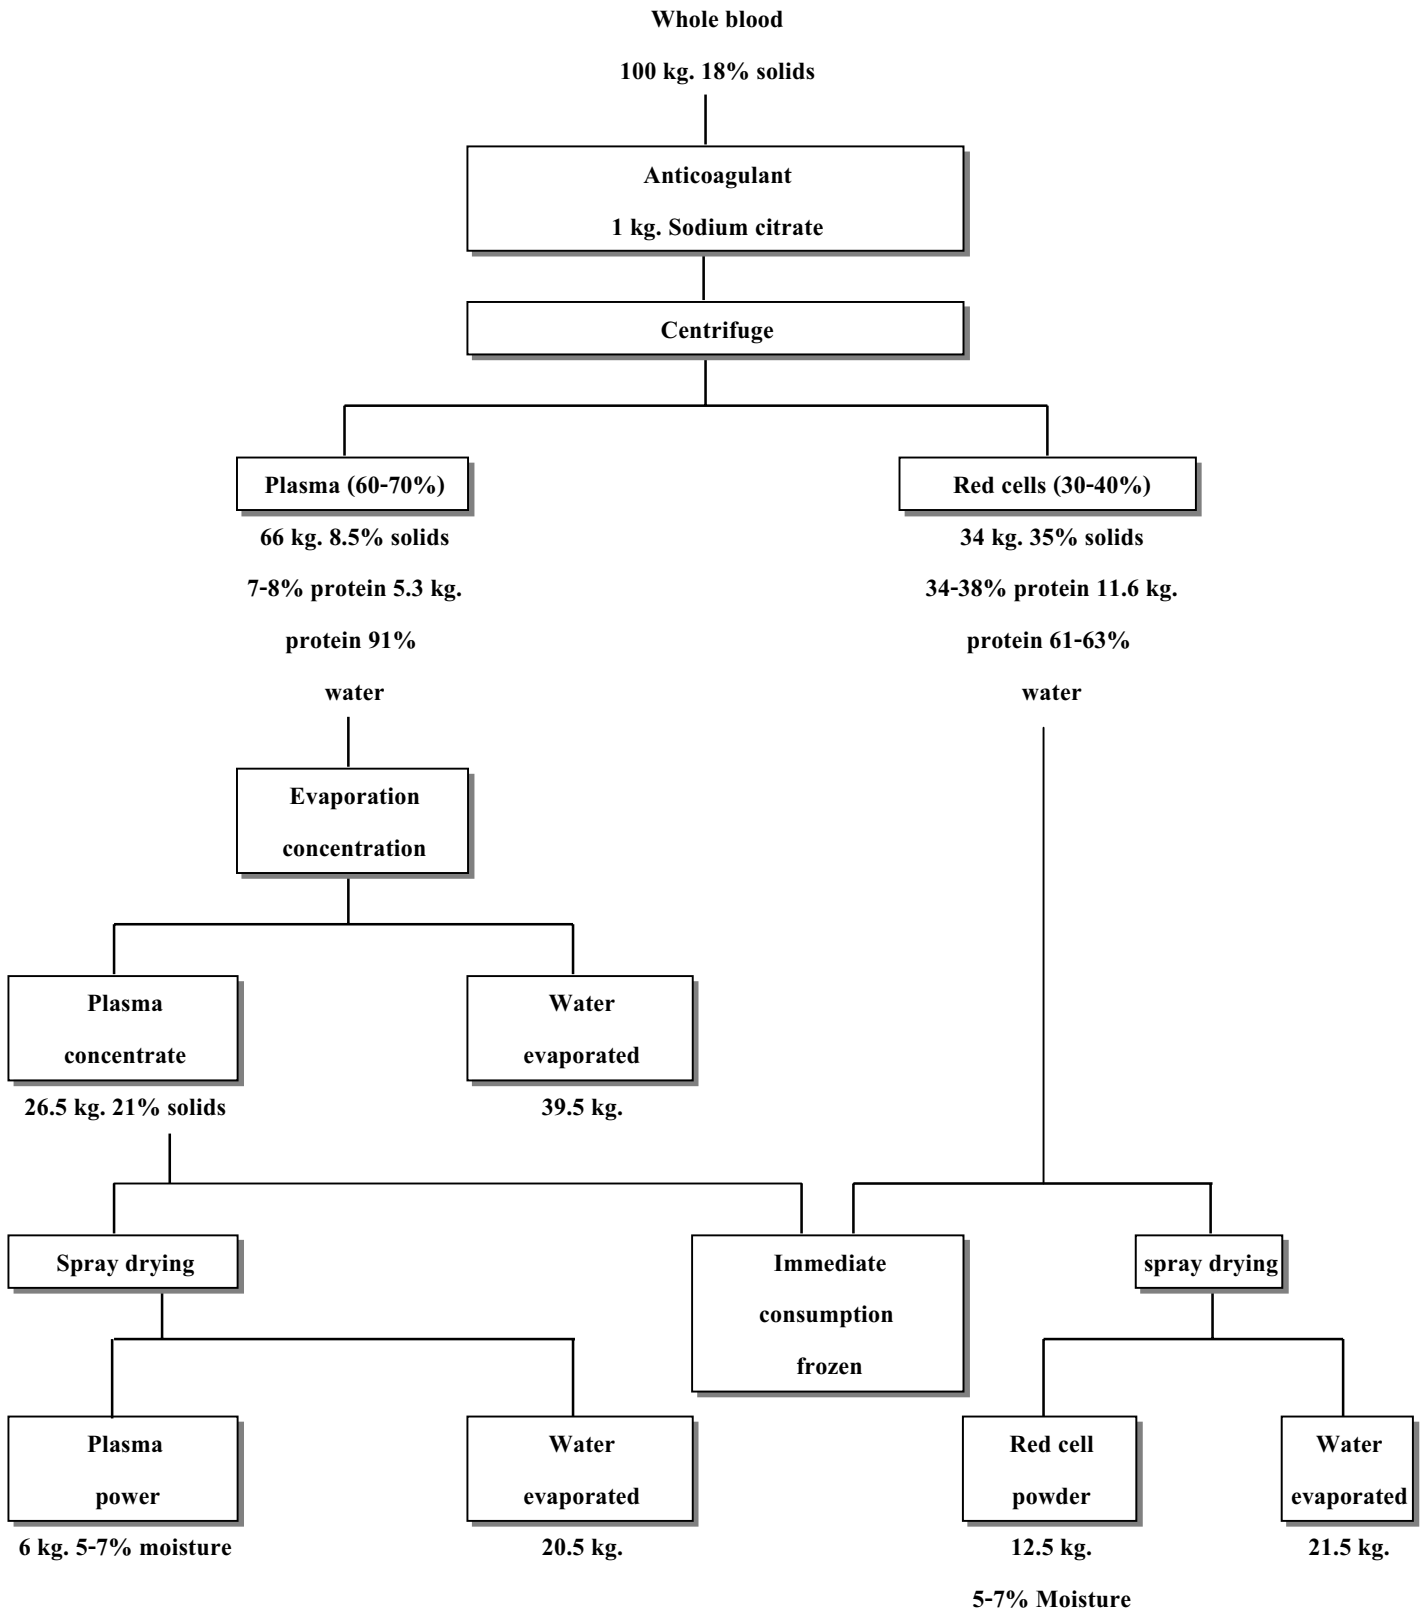 Whole blood
100 kg. 18% solids
Anticoagulant
1 kg. Sodium citrate
Centrifuge
Plasma (60-70%)
66 kg. 8.5% solids
7-8% protein 5.3 kg.
protein 91%
water
Red cells (30-40%)
34 kg. 35% solids
34-38% protein 11.6 kg.
protein 61-63%
water
Evaporation
concentration
Plasma
concentrate
26.5 kg. 21% solids
Water
evaporated
39.5 kg.
Spray drying
Immediate
consumption
frozen
spray drying
Plasma
power
6 kg. 5-7% moisture
Water
evaporated
20.5 kg.
Red cell
powder
12.5 kg.
5-7% Moisture
Water
evaporated
21.5 kg.